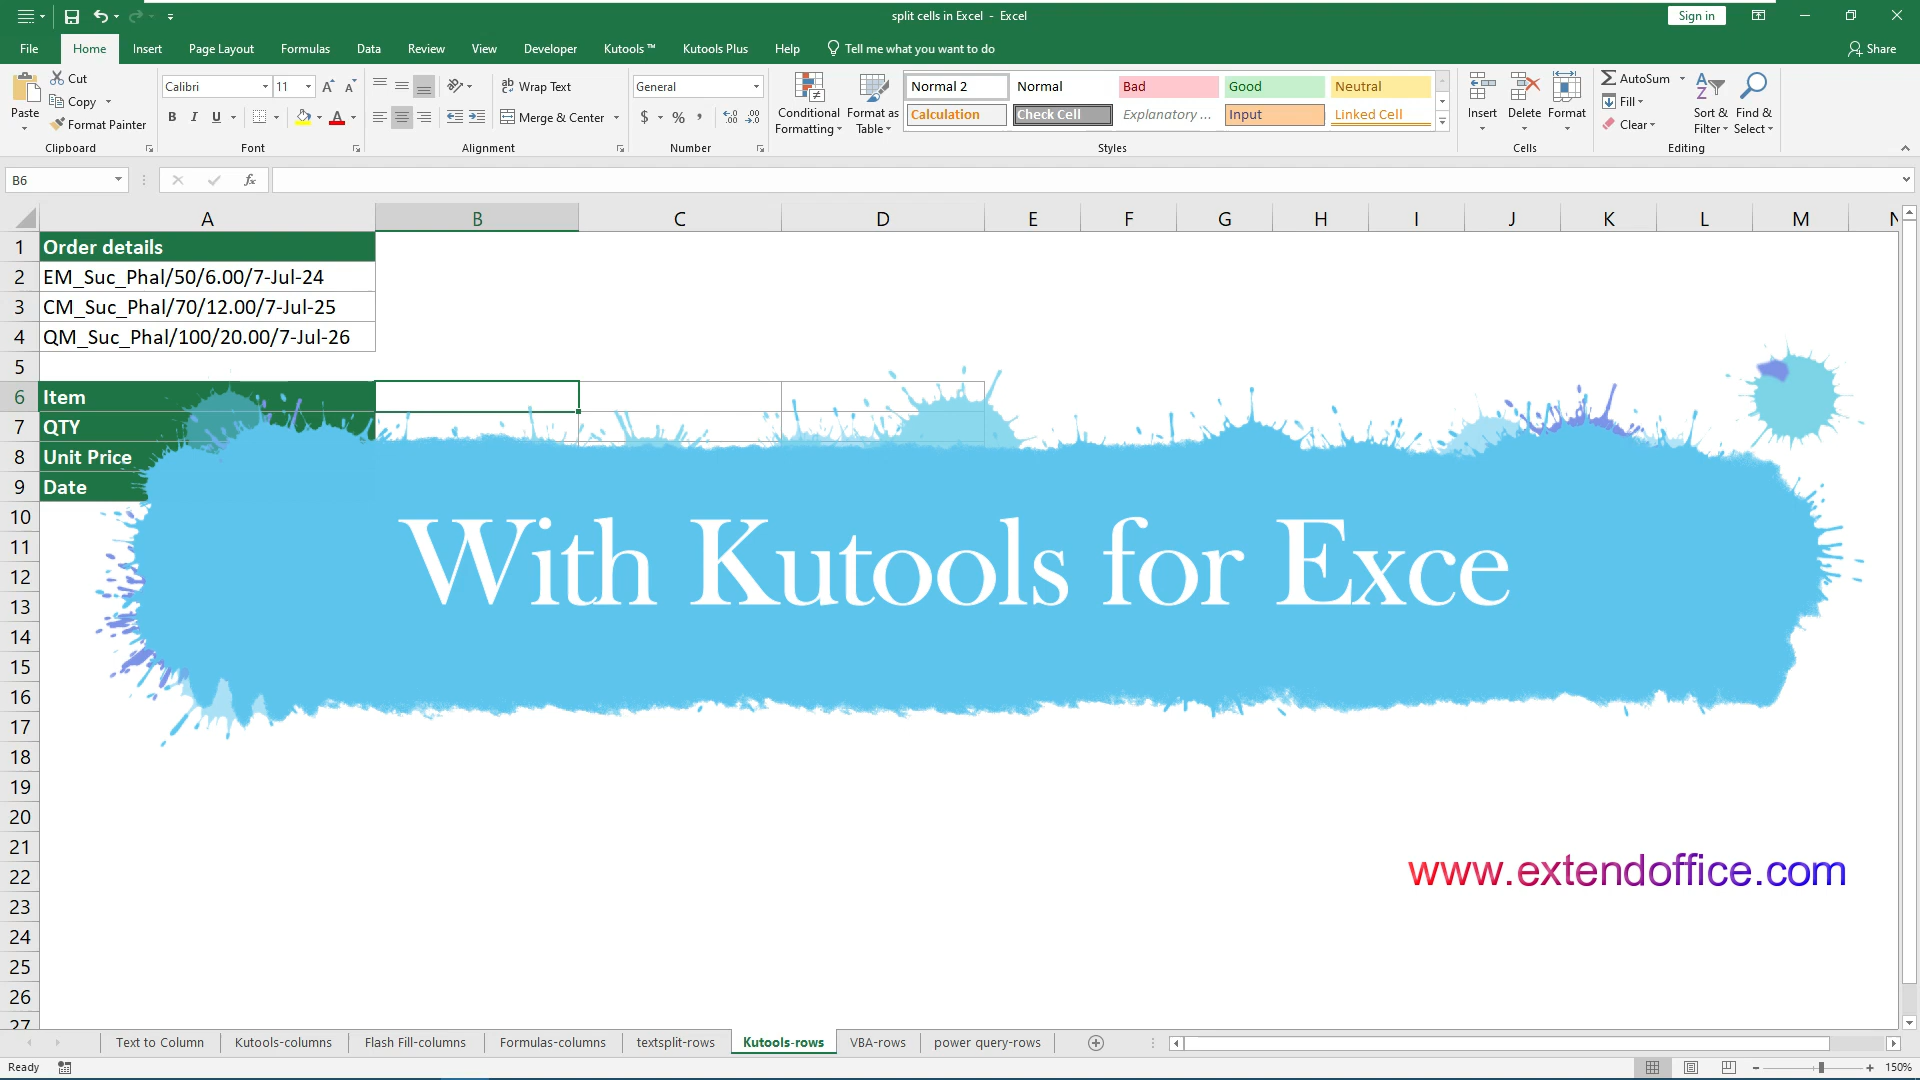 split cells in Excel - Excel
Sign in
File Home Insert Page Layout Formulas Data Review View Developer Kutools ™ Kutools Plus Help Tell me what you want to do Share
Paste
Cut
Copy
Format Painter
Clipboard
Calibri 11
B I U
Font
Wrap Text
Merge & Center
Alignment
General
$ % ,
Number
Conditional Formatting
Format as Table
Normal 2 Normal Bad Good Neutral
Calculation Check Cell Explanatory ... Input Linked Cell
Styles
Insert Delete Format
Cells
AutoSum
Fill
Clear
Sort & Filter
Find & Select
Editing
B6
fx
A B C D E F G H I J K L M N
1 Order details
2 EM_Suc_Phal/50/6.00/7-Jul-24
3 CM_Suc_Phal/70/12.00/7-Jul-25
4 QM_Suc_Phal/100/20.00/7-Jul-26
5
6 Item
7 QTY
8 Unit Price
9 Date
10
11
With Kutools for Exce
12
13
14
15
16
17
18
19
20
21
22
www.extendoffice.com
23
24
25
26
27
Text to Column Kutools-columns Flash Fill-columns Formulas-columns textsplit-rows Kutools-rows VBA-rows power query-rows
Ready
150%